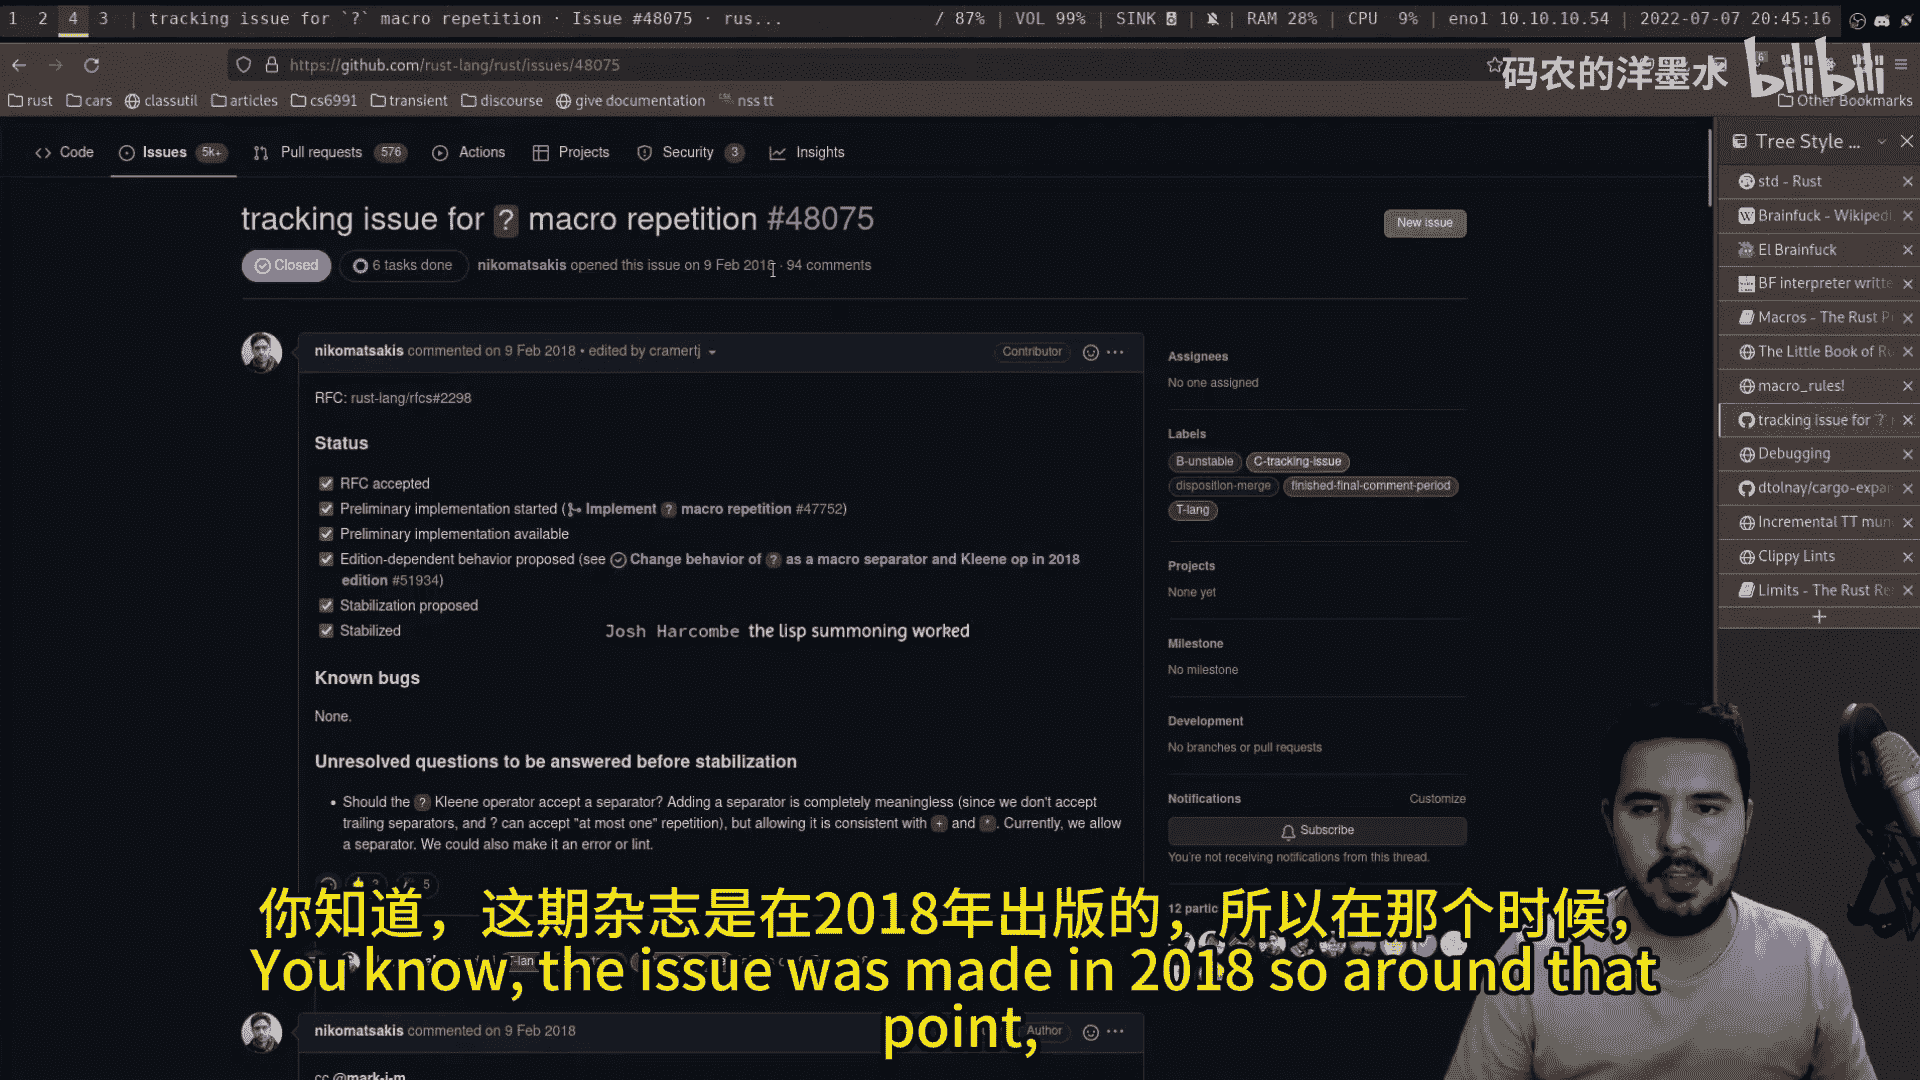 1 2 4 3 | tracking issue for `?` macro repetition · Issue #48075 · rus... / 87% | VOL 99% | SINK | RAM 28% | CPU 9% | eno1 10.10.10.54 | 2022-07-07 20:45:16
https://github.com/rust-lang/rust/issues/48075
码农的洋墨水 bilibili
rust cars classutil articles cs6991 transient discourse give documentation nss tt Other Bookmarks
Code Issues 5k+ Pull requests 576 Actions Projects Security 3 Insights
tracking issue for ? macro repetition #48075
New issue
Closed 6 tasks done nikomatsakis opened this issue on 9 Feb 2018 · 94 comments
nikomatsakis commented on 9 Feb 2018 • edited by cramertj Contributor
RFC: rust-lang/rfcs#2298
Status
RFC accepted
Preliminary implementation started ( Implement ? macro repetition #47752)
Preliminary implementation available
Edition-dependent behavior proposed (see Change behavior of ? as a macro separator and Kleene op in 2018
edition #51934)
Stabilization proposed
Stabilized
Josh Harcombe the lisp summoning worked
Known bugs
None.
Unresolved questions to be answered before stabilization
• Should the ? Kleene operator accept a separator? Adding a separator is completely meaningless (since we don't accept
trailing separators, and ? can accept "at most one" repetition), but allowing it is consistent with + and *. Currently, we allow
a separator. We could also make it an error or lint.
5
nikomatsakis commented on 9 Feb 2018 Author
cc @mark-i-m
Assignees
No one assigned
Labels
B-unstable C-tracking-issue
disposition-merge finished-final-comment-period
T-lang
Projects
None yet
Milestone
No milestone
Development
No branches or pull requests
Notifications Customize
Subscribe
You're not receiving notifications from this thread.
12 partic
Tree Style ...
std - Rust
Brainfuck - Wikiped
El Brainfuck
BF interpreter writte
Macros - The Rust P
The Little Book of Ru
macro_rules!
tracking issue for `?`
Debugging
dtolnay/cargo-expan
Incremental TT mun
Clippy Lints
Limits - The Rust Re
你知道，这期杂志是在2018年出版的，所以在那个时候，
You know, the issue was made in 2018 so around that
point,